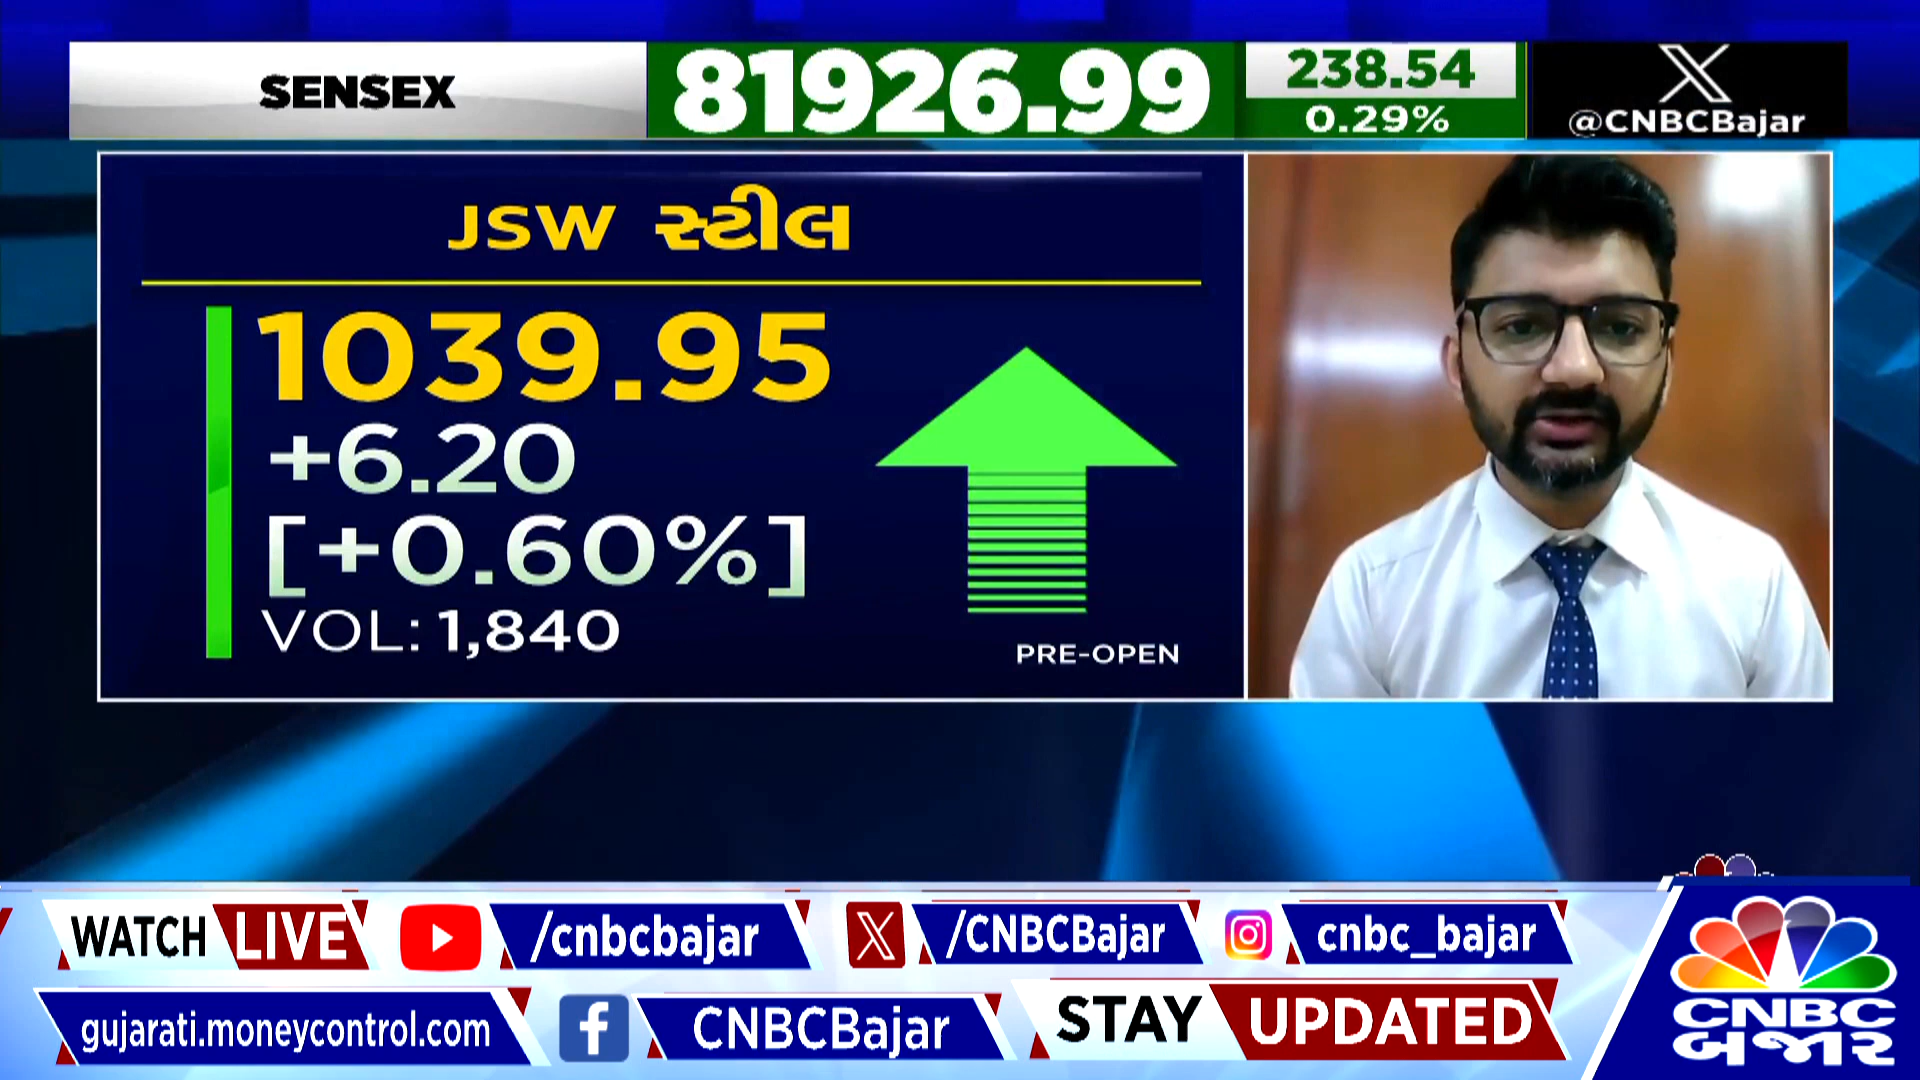 SENSEX
81926.99
238.54
0.29%
@CNBCBajar
JSW સ્ટીલ
1039.95
+6.20
[+0.60%]
VOL: 1,840
PRE-OPEN
WATCH LIVE
/cnbcbajar
/CNBCBajar
cnbc_bajar
gujarati.moneycontrol.com
CNBCBajar
STAY UPDATED
CNBC
બજાર